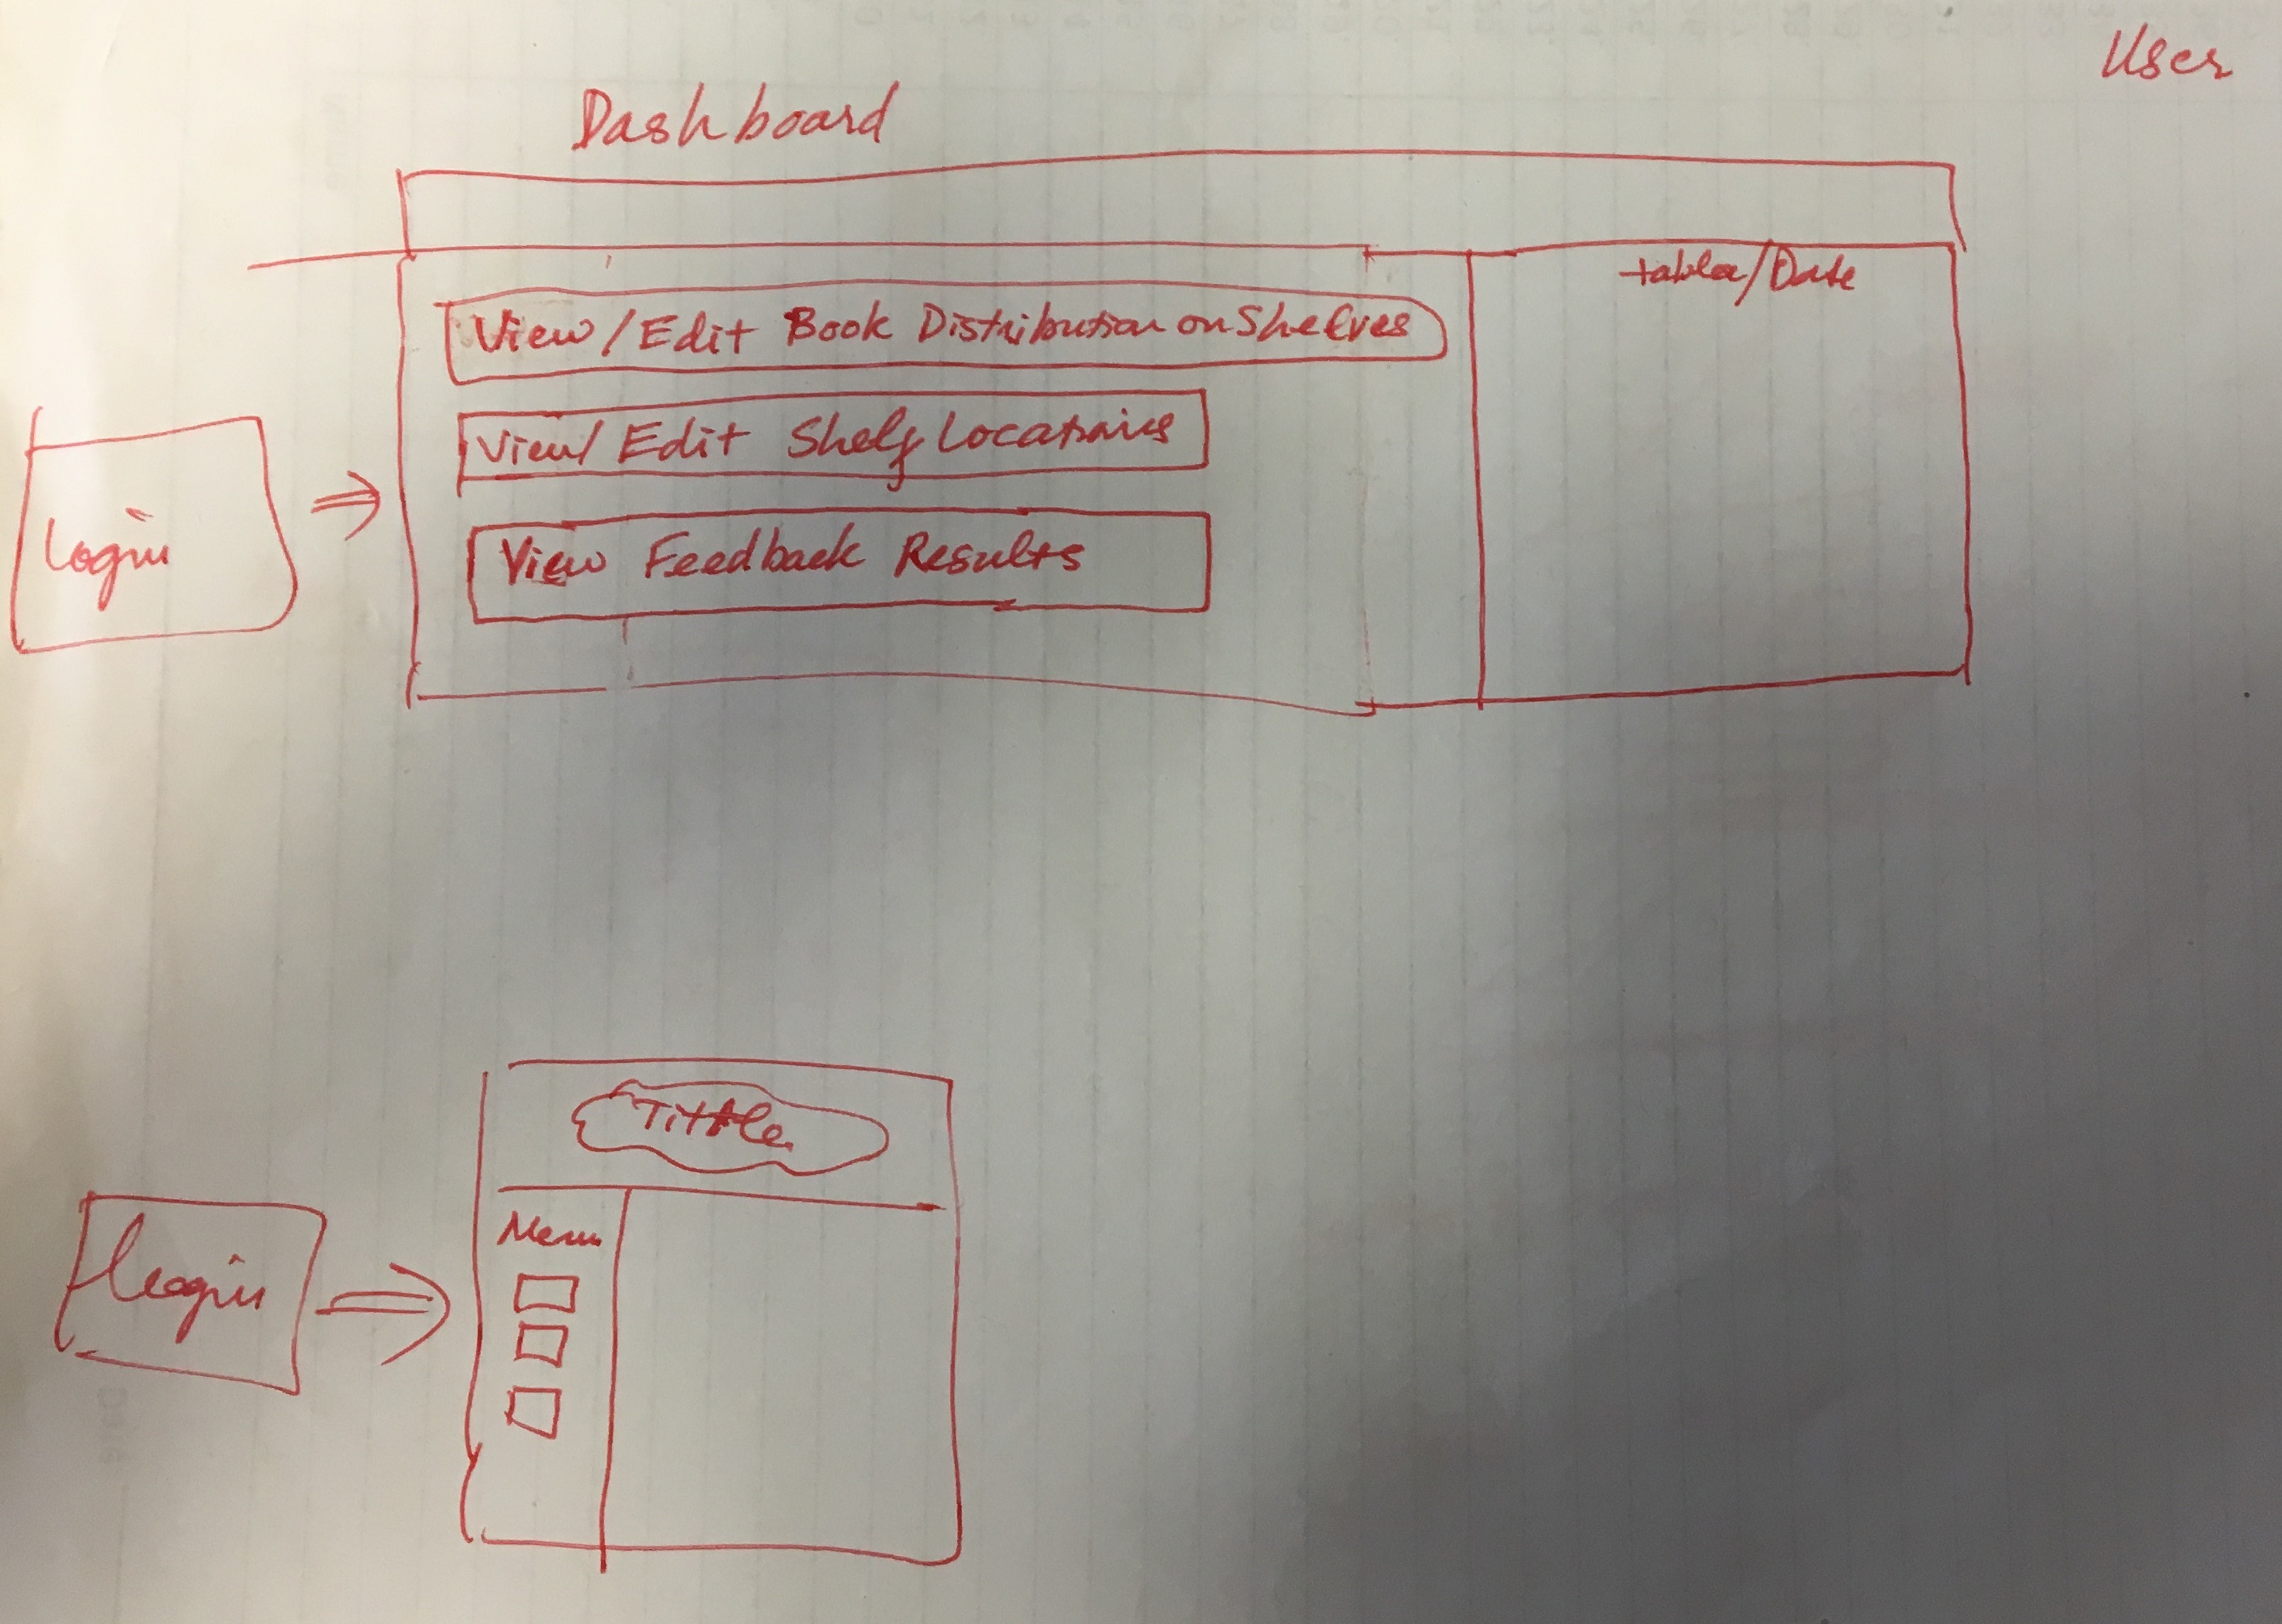 User
Dashboard
table/Date
View/Edit Book Distribution on Shelves
View/Edit Shelf Locations
Login
View Feedback Results
Tittle
Menu
Login